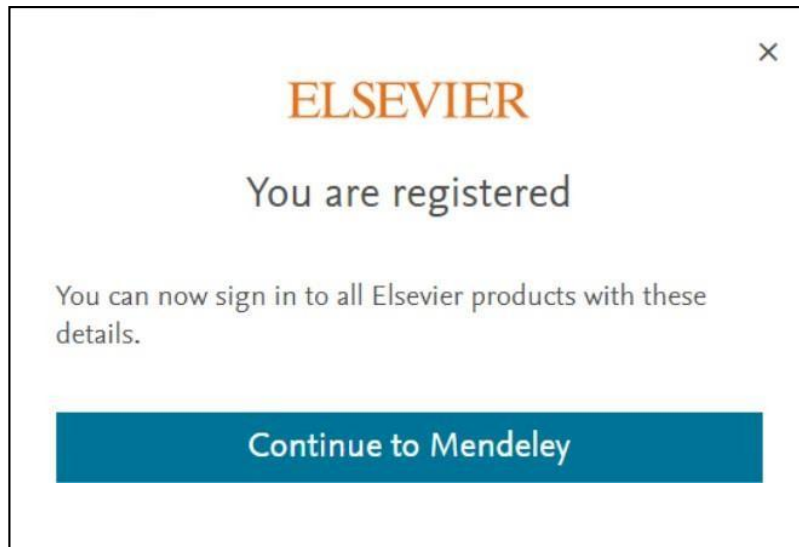 ×
ELSEVIER
You are registered
You can now sign in to all Elsevier products with these
details.
Continue to Mendeley